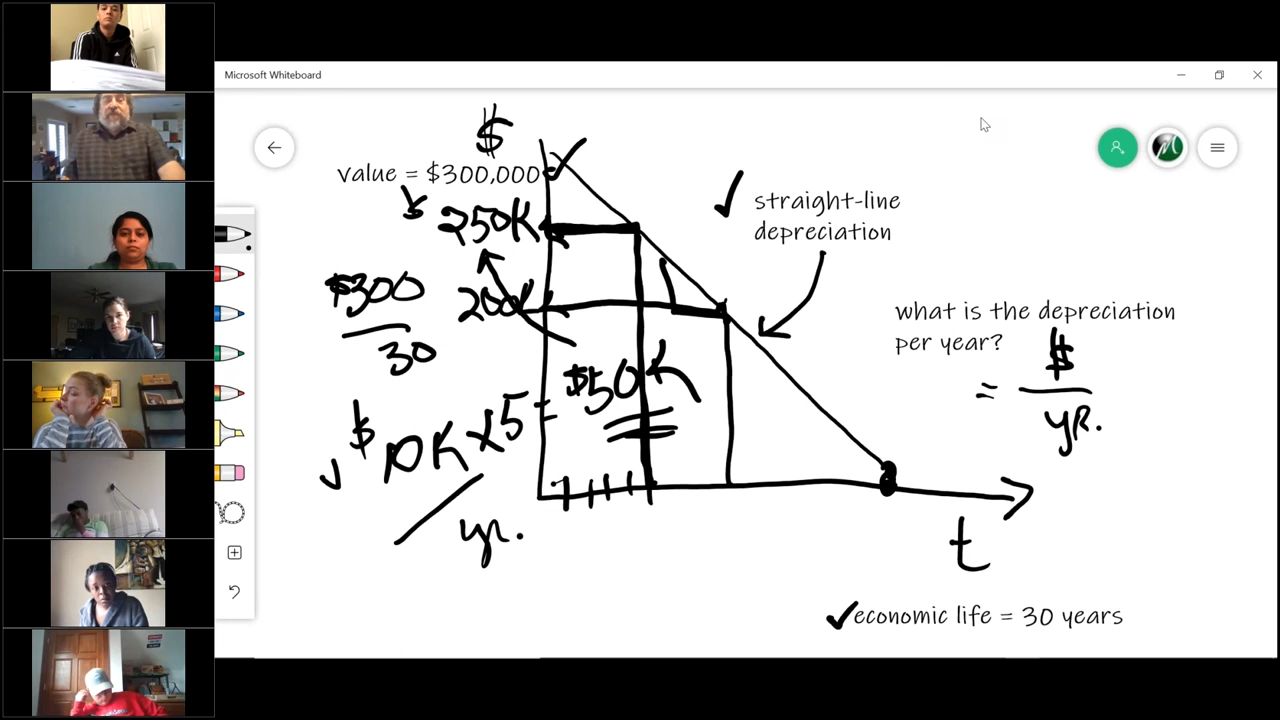 Microsoft Whiteboard
$
value = $300,000
250K
200K
$300
30
$10K x 5 = $50K
yr.
straight-line
depreciation
what is the depreciation
per year?
= $
yr.
t
economic life = 30 years